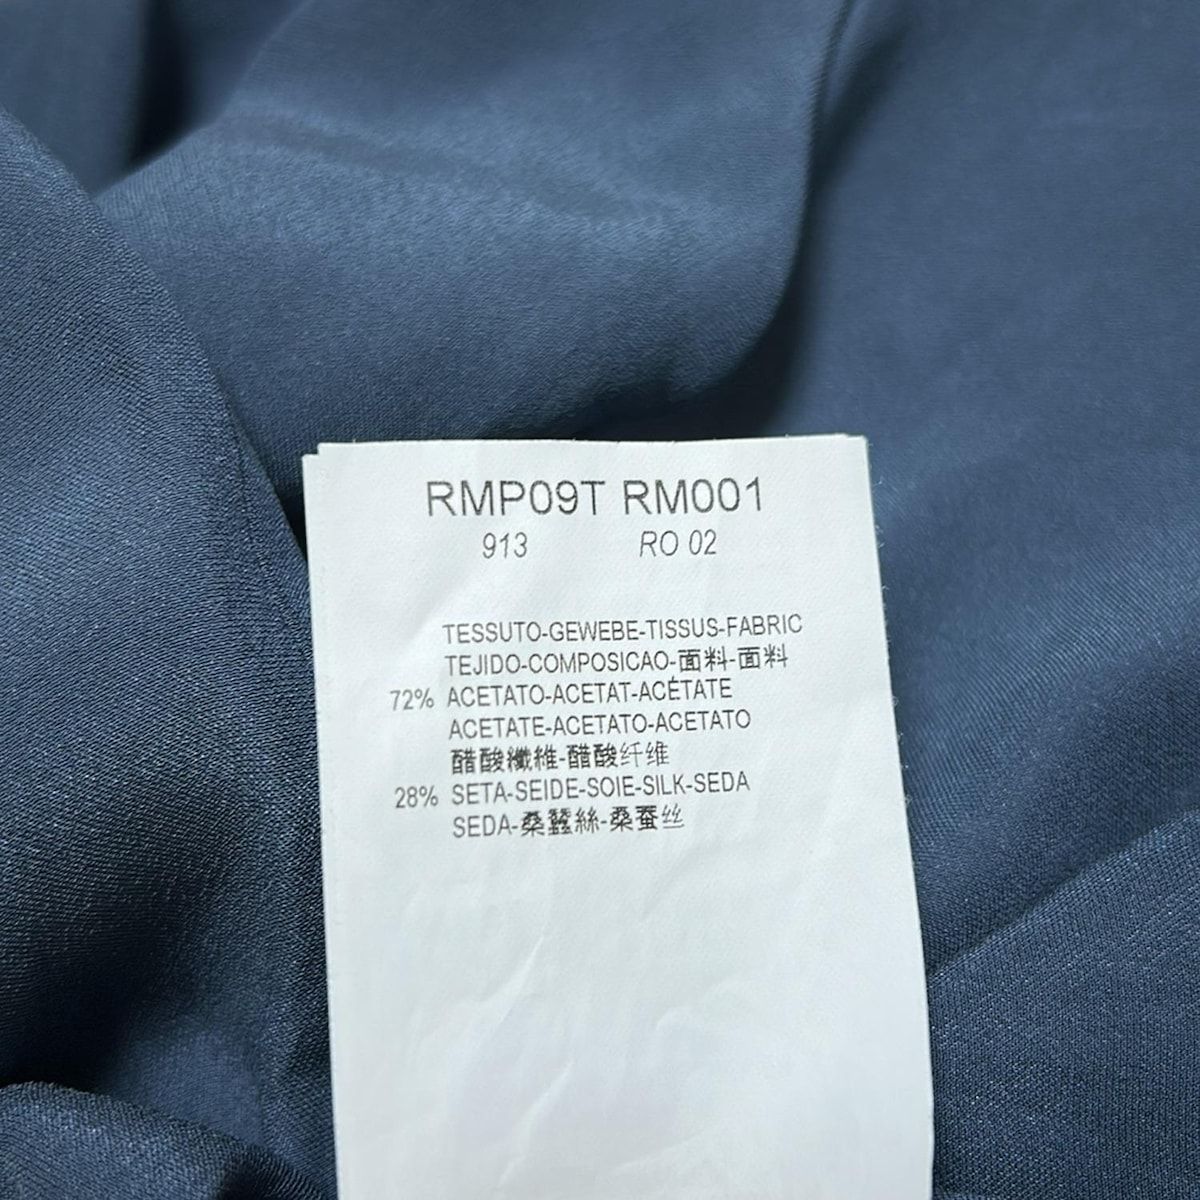 RMP09T RM001
913 RO 02
TESSUTO-GEWEBE-TISSUS-FABRIC
TEJIDO-COMPOSICAO-面料-面料
72% ACETATO-ACETAT-ACÉTATE
ACETATE-ACETATO-ACETATO
醋酸纖維-醋酸纤维
28% SETA-SEIDE-SOIE-SILK-SEDA
SEDA-桑蠶絲-桑蚕丝